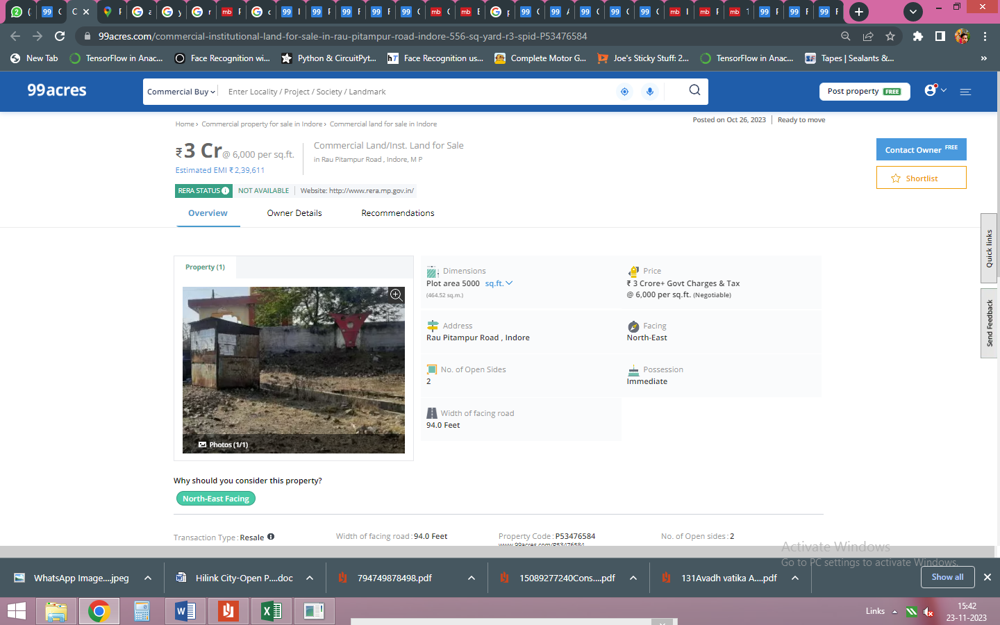 99acres.com/commercial-institutional-land-for-sale-in-rau-pitampur-road-indore-556-sq-yard-r3-spid-P53476584
New Tab
TensorFlow in Anac...
Face Recognition wi...
Python & CircuitPyt...
hT Face Recognition us...
Complete Motor G...
Joe's Sticky Stuff: 2...
TensorFlow in Anac...
Tapes | Sealants &...
»
99acres
Commercial Buy
Enter Locality / Project / Society / Landmark
Post property FREE
Home › Commercial property for sale in Indore › Commercial land for sale in Indore
Posted on Oct 26, 2023 | Ready to move
₹ 3 Cr @ 6,000 per sq.ft.
Estimated EMI ₹ 2,39,611
Commercial Land/Inst. Land for Sale
in Rau Pitampur Road , Indore, M P
Contact Owner FREE
Shortlist
RERA STATUS NOT AVAILABLE | Website: http://www.rera.mp.gov.in/
Overview
Owner Details
Recommendations
Quick links
Send Feedback
Property (1)
Photos (1/1)
Dimensions
Plot area 5000 sq.ft.
(464.52 sq.m.)
Price
₹ 3 Crore+ Govt Charges & Tax
@ 6,000 per sq.ft. (Negotiable)
Address
Rau Pitampur Road , Indore
Facing
North-East
No. of Open Sides
2
Possession
Immediate
Width of facing road
94.0 Feet
Why should you consider this property?
North-East Facing
Transaction Type : Resale
Width of facing road : 94.0 Feet
Property Code : P53476584
www.99acres.com/P53476584
No. of Open sides : 2
Activate Windows
Go to PC settings to activate Windows.
WhatsApp Image....jpeg
Hilink City-Open P....doc
794749878498.pdf
15089277240Cons....pdf
131Avadh vatika A....pdf
Show all
Links
15:42
23-11-2023